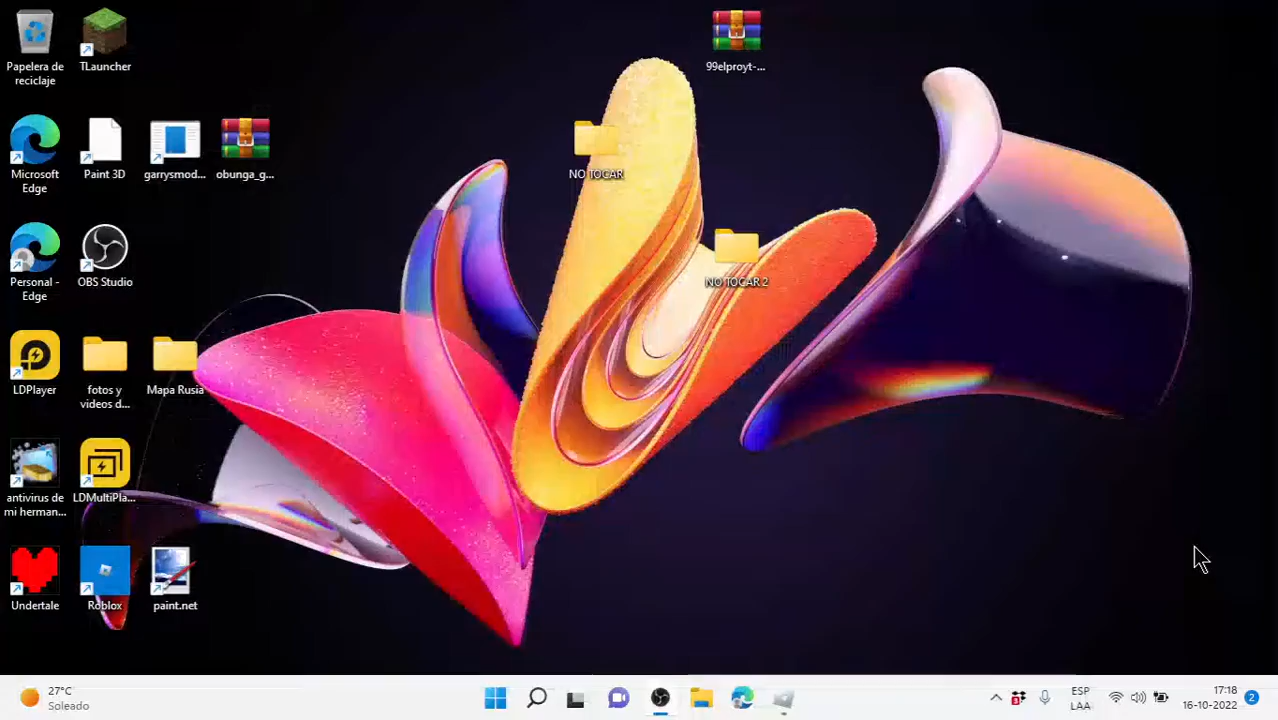 Papelera de
reciclaje
TLauncher
99elproyt-...
Microsoft
Edge
Paint 3D
garrysmod...
obunga_g...
NO TOCAR
Personal -
Edge
OBS Studio
NO TOCAR 2
LDPlayer
fotos y
videos d...
Mapa Rusia
antivirus de
mi herman...
LDMultiPla...
Undertale
Roblox
paint.net
27°C
Soleado
3
ESP
LAA
17:18
16-10-2022
2